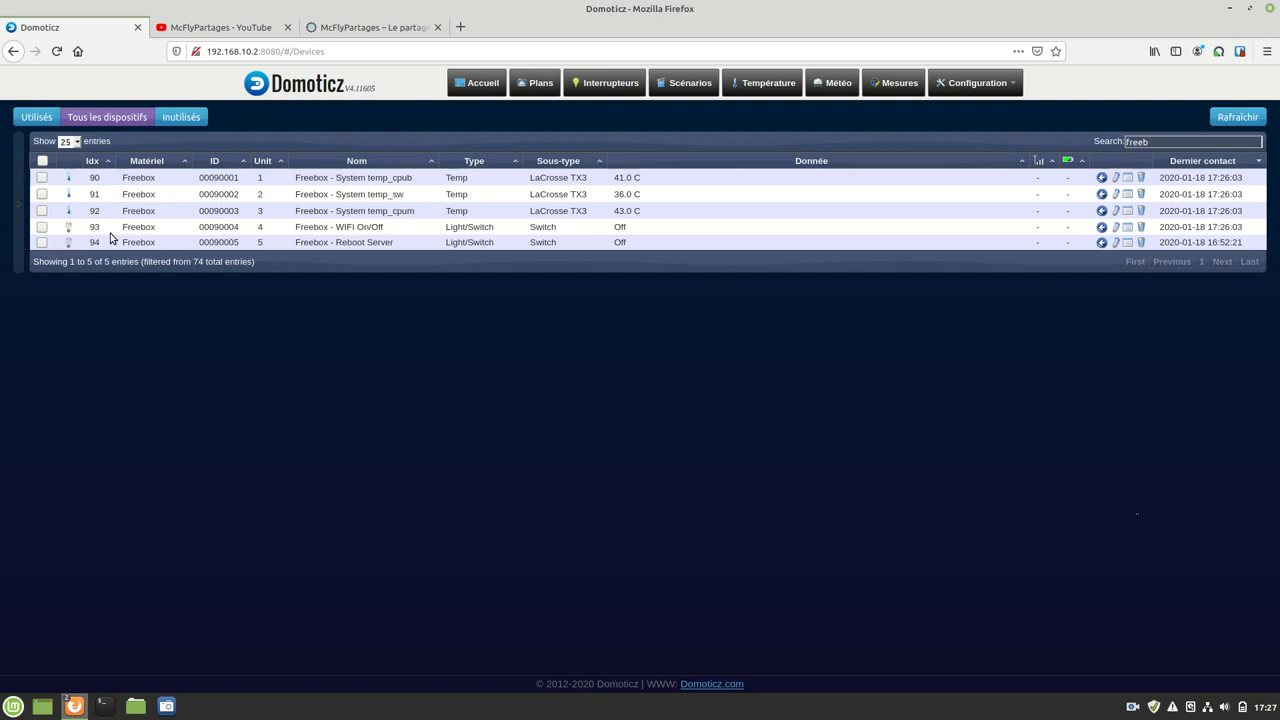 Domoticz - Mozilla Firefox
Domoticz
McFlyPartages - YouTube
McFlyPartages – Le partag
192.168.10.2:8080/#/Devices
Domoticz V4.11605
Accueil
Plans
Interrupteurs
Scénarios
Température
Météo
Mesures
Configuration
Utilisés
Tous les dispositifs
Inutilisés
Rafraîchir
Show 25 entries
Search: freeb
Idx Matériel ID Unit Nom Type Sous-type Donnée Dernier contact
90 Freebox 00090001 1 Freebox - System temp_cpub Temp LaCrosse TX3 41.0 C - - 2020-01-18 17:26:03
91 Freebox 00090002 2 Freebox - System temp_sw Temp LaCrosse TX3 36.0 C - - 2020-01-18 17:26:03
92 Freebox 00090003 3 Freebox - System temp_cpum Temp LaCrosse TX3 43.0 C - - 2020-01-18 17:26:03
93 Freebox 00090004 4 Freebox - WIFI On/Off Light/Switch Switch Off - - 2020-01-18 17:26:03
94 Freebox 00090005 5 Freebox - Reboot Server Light/Switch Switch Off - - 2020-01-18 16:52:21
Showing 1 to 5 of 5 entries (filtered from 74 total entries)
First Previous 1 Next Last
© 2012-2020 Domoticz | WWW: Domoticz.com
2
17:27